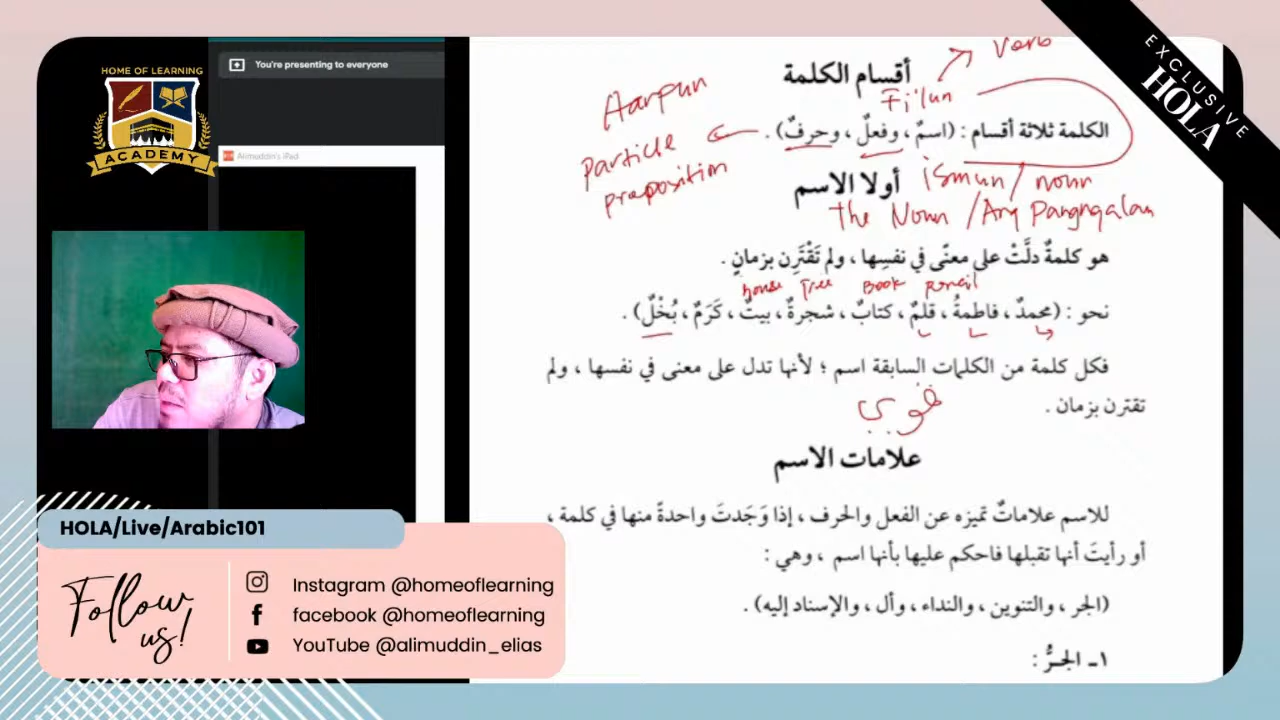 HOME OF LEARNING
ACADEMY
You're presenting to everyone
Alimuddin's iPad
EXCLUSIVE
HOLA
Verb
أقسام الكلمة
Fi'lun
Aarpun
الكلمة ثلاثة أقسام : (اسمٌ ، وفعلٌ ، وحرفٌ) .
Particle
preposition
أولا الاسم
ismun / noun
the Noun / Ang Pangngalan
هو كلمةٌ دلَّتْ على معنًى في نفسِها ، ولم تَقْتَرِن بزمانٍ .
house Tree Book pencil
نحو : (محمدٌ ، فاطمةُ ، قلمٌ ، كتابٌ ، شجرةٌ ، بيتٌ ، كَرَمٌ ، بُخْلٌ) .
فكل كلمة من الكلمات السابقة اسم ؛ لأنها تدل على معنى في نفسها ، ولم
تقترن بزمان .
علامات الاسم
للاسم علاماتٌ تميزه عن الفعل والحرف ، إذا وَجَدتَ واحدةً منها في كلمة ،
أو رأيتَ أنها تقبلها فاحكم عليها بأنها اسم ، وهي :
(الجر ، والتنوين ، والنداء ، وأل ، والإسناد إليه) .
١ـ الجـرُّ :
HOLA/Live/Arabic101
Follow us!
Instagram @homeoflearning
facebook @homeoflearning
YouTube @alimuddin_elias